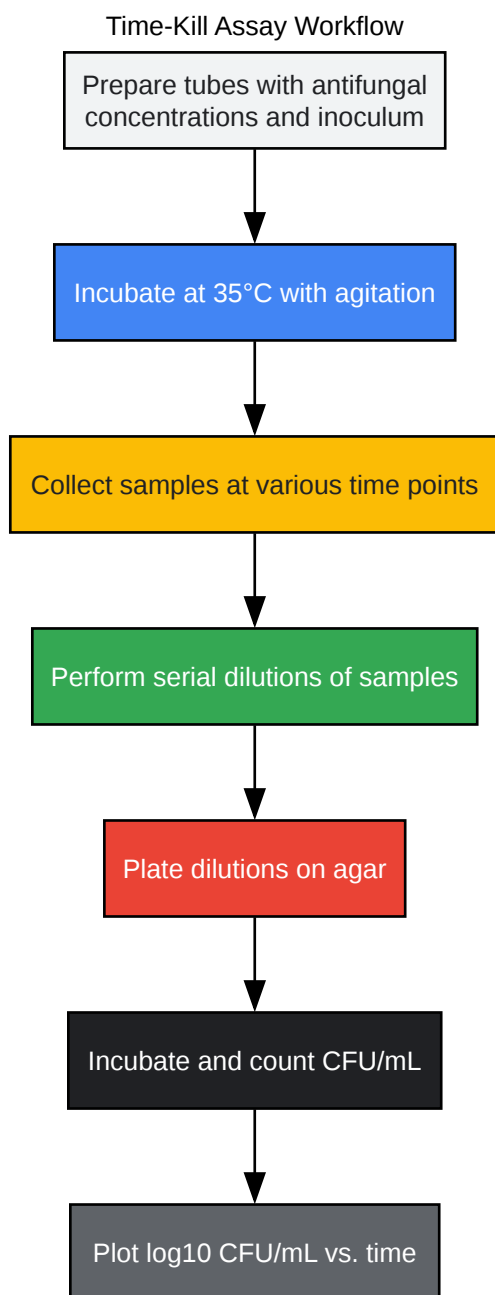 Time-Kill Assay Workflow
Prepare tubes with antifungal
concentrations and inoculum
Incubate at 35°C with agitation
Collect samples at various time points
Perform serial dilutions of samples
Plate dilutions on agar
Incubate and count CFU/mL
Plot log10 CFU/mL vs. time